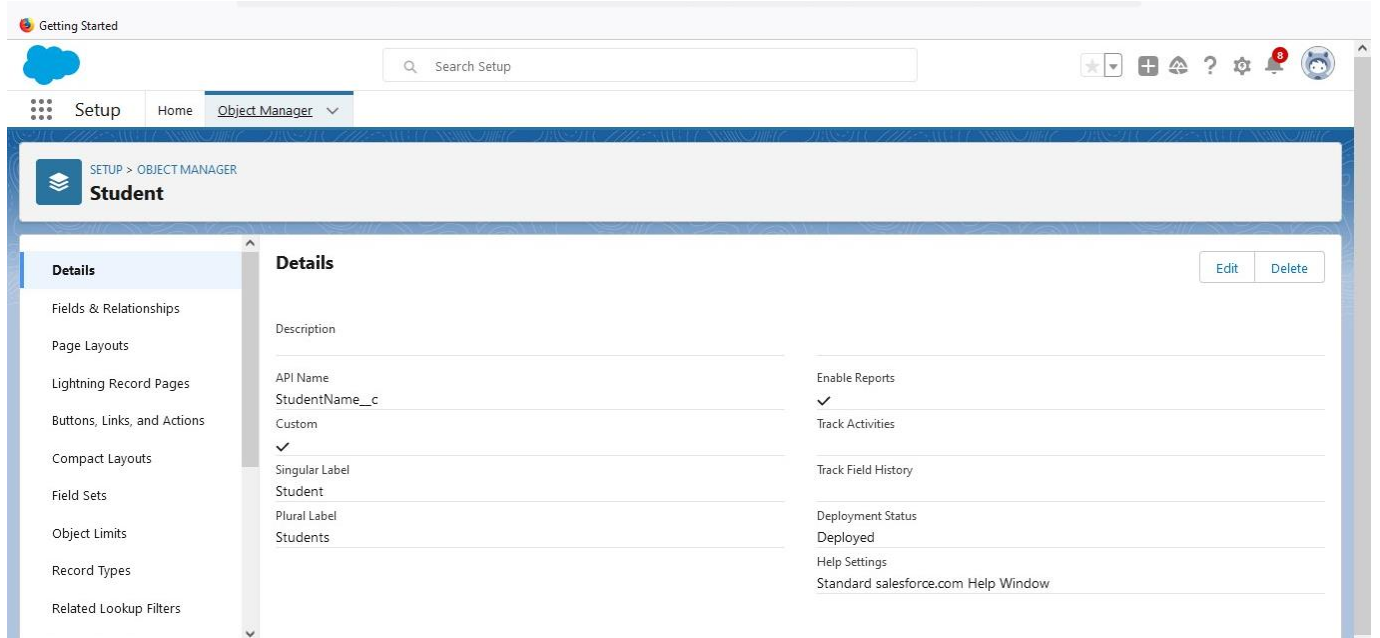 Getting Started
Search Setup
8
Setup Home Object Manager
SETUP > OBJECT MANAGER
Student
Details
Fields & Relationships
Page Layouts
Lightning Record Pages
Buttons, Links, and Actions
Compact Layouts
Field Sets
Object Limits
Record Types
Related Lookup Filters
Details
Edit Delete
Description
API Name
StudentName__c
Custom
Singular Label
Student
Plural Label
Students
Enable Reports
Track Activities
Track Field History
Deployment Status
Deployed
Help Settings
Standard salesforce.com Help Window